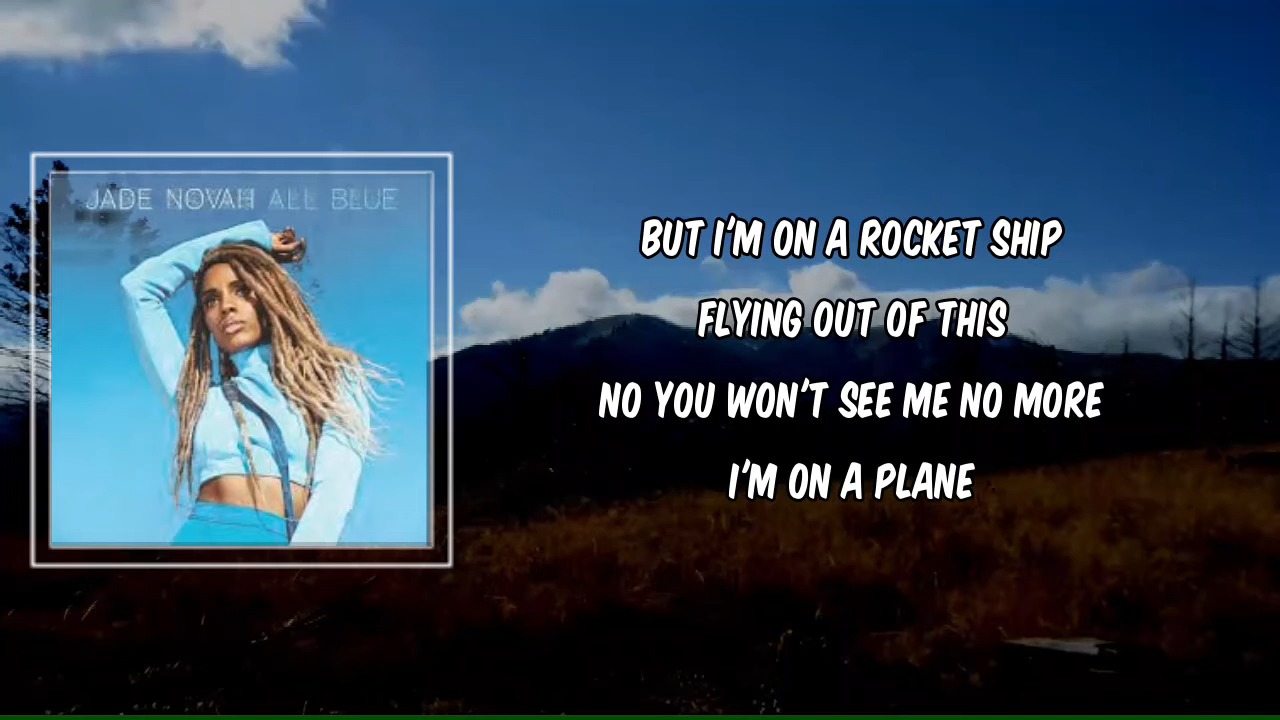 JADE NOVAH ALL BLUE
BUT I'M ON A ROCKET SHIP
FLYING OUT OF THIS
NO YOU WON'T SEE ME NO MORE
I'M ON A PLANE